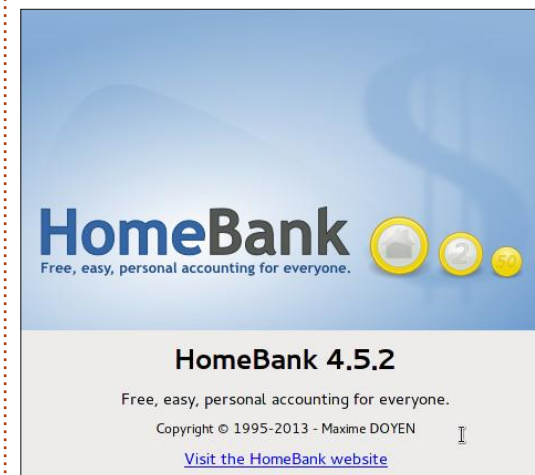 HomeBank
Free, easy, personal accounting for everyone.
2
50
HomeBank 4.5.2
Free, easy, personal accounting for everyone.
Copyright © 1995-2013 - Maxime DOYEN
Visit the HomeBank website